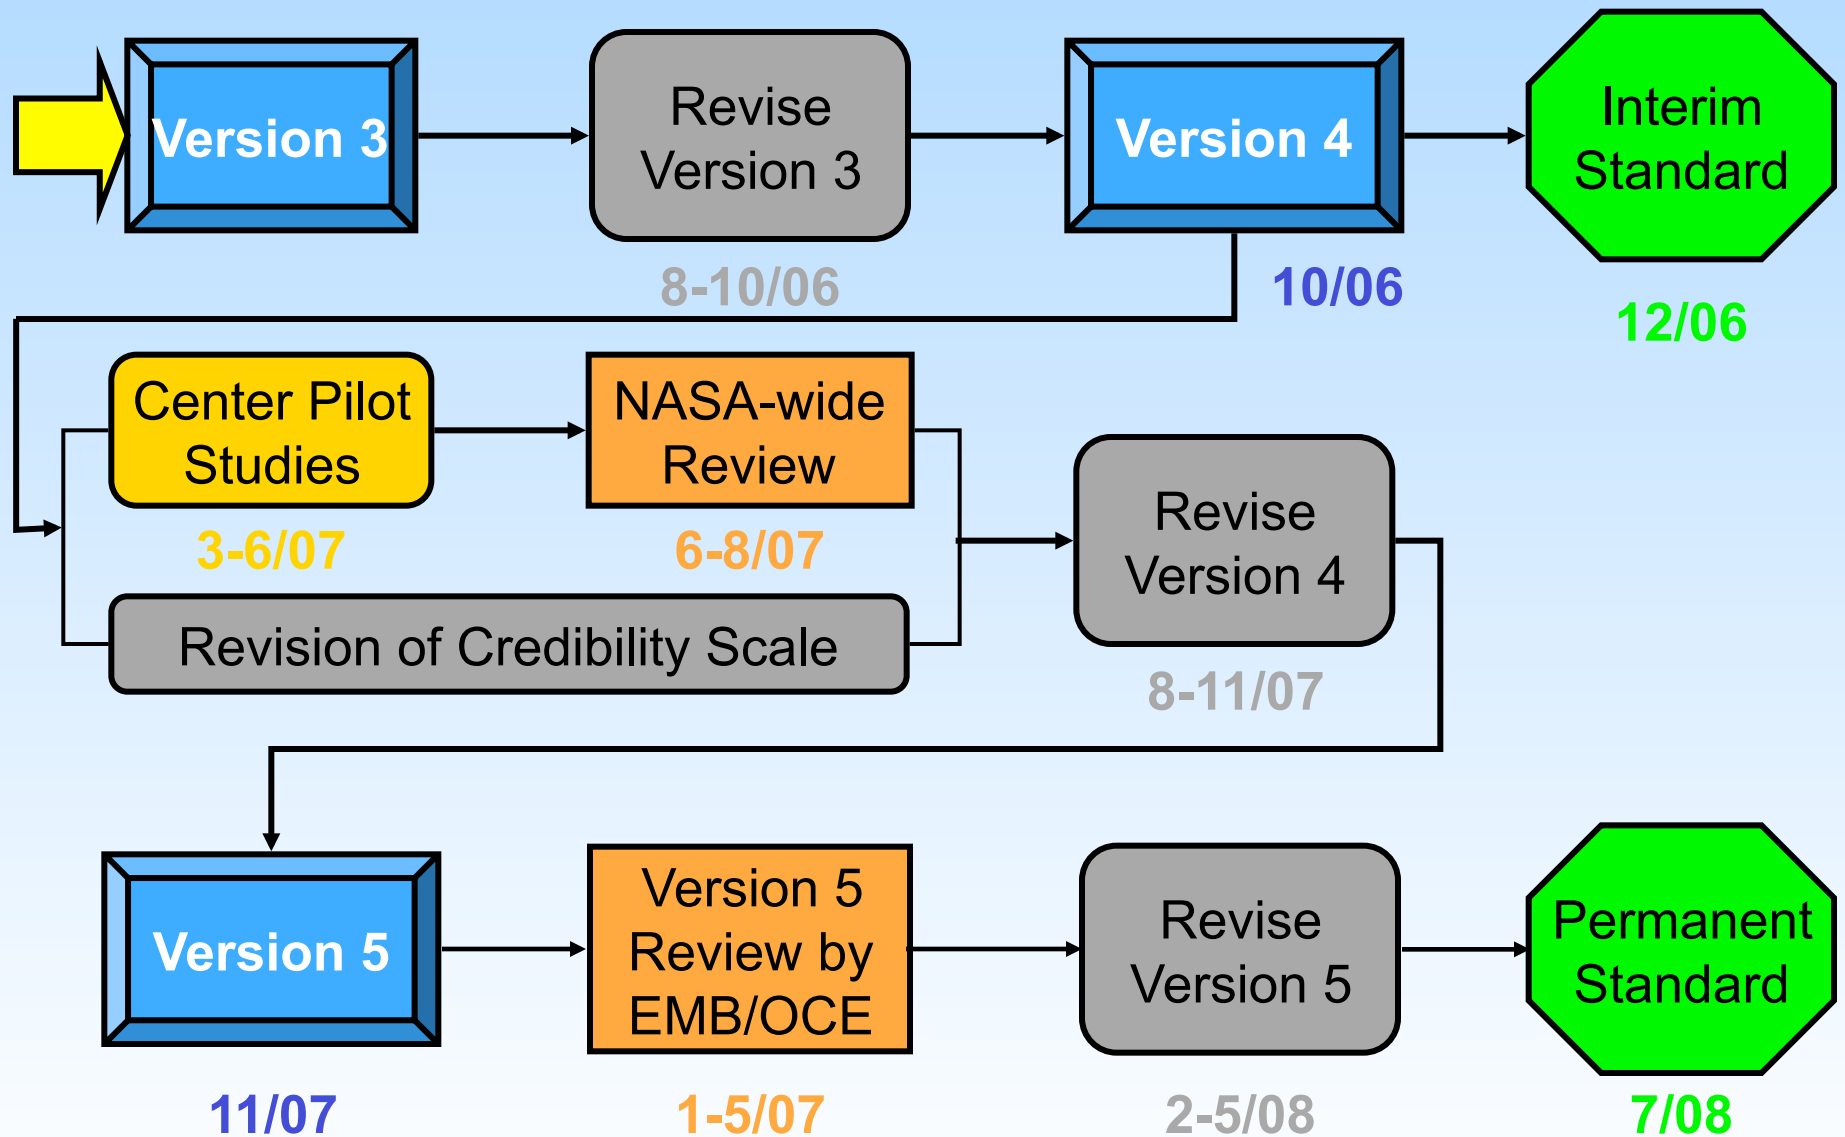 Version 3
Revise
Version 3
8-10/06
Version 4
10/06
Interim
Standard
12/06
Center Pilot
Studies
3-6/07
NASA-wide
Review
6-8/07
Revision of Credibility Scale
Revise
Version 4
8-11/07
Version 5
11/07
Version 5
Review by
EMB/OCE
1-5/07
Revise
Version 5
2-5/08
Permanent
Standard
7/08